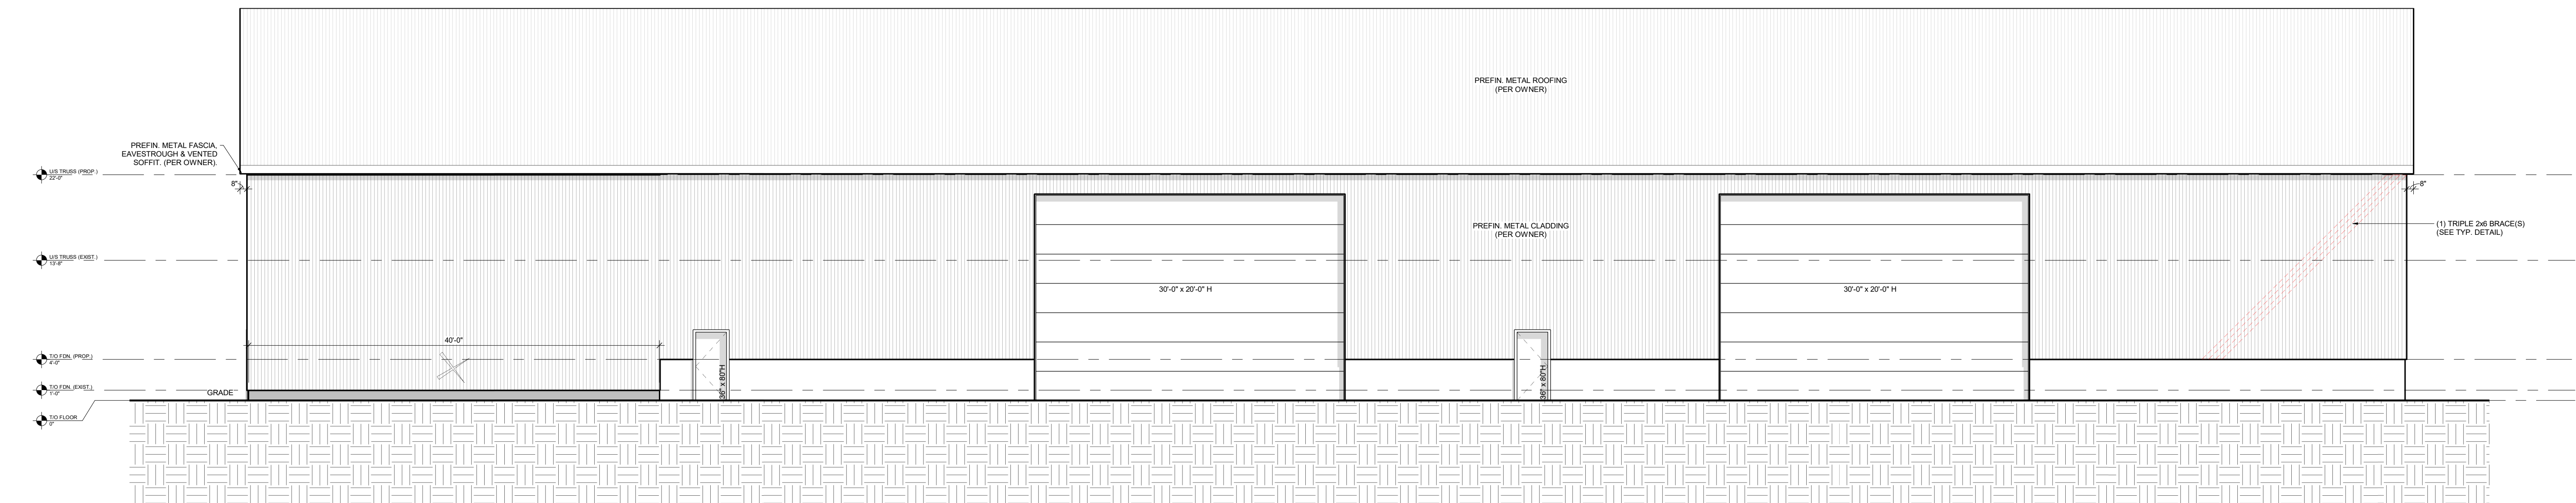 PREFIN. METAL ROOFING
(PER OWNER)
PREFIN. METAL FASCIA,
EAVESTROUGH & VENTED
SOFFIT. (PER OWNER).
U/S TRUSS (PROP.)
22'-0"
8"
8"
PREFIN. METAL CLADDING
(PER OWNER)
(1) TRIPLE 2x6 BRACE(S)
(SEE TYP. DETAIL)
U/S TRUSS (EXIST.)
13'-8"
30'-0" x 20'-0" H
30'-0" x 20'-0" H
40'-0"
T/O FDN. (PROP.)
4'-0"
36" x 80"H
36" x 80"H
T/O FDN. (EXIST.)
1'-0"
GRADE
T/O FLOOR
0"